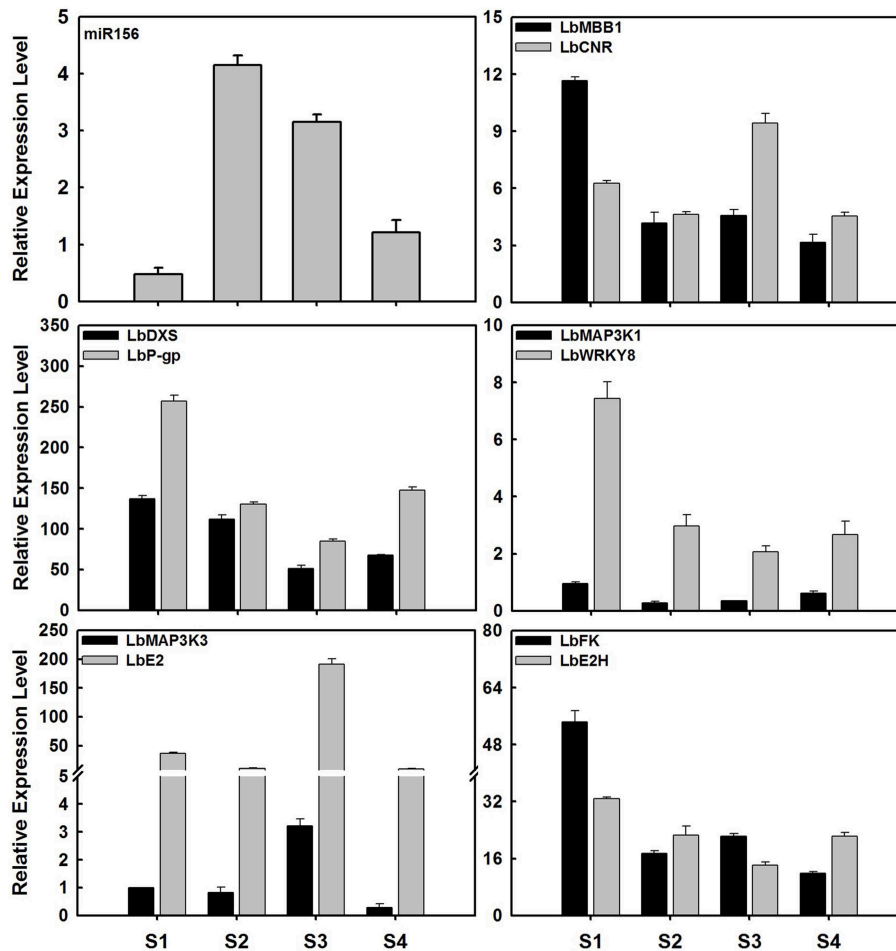 Relative Expression Level
5
4
3
2
1
0
miR156
15
12
9
6
3
0
LbMBB1
LbCNR
Relative Expression Level
350
300
250
200
150
100
50
0
LbDXS
LbP-gp
10
8
6
4
2
0
LbMAP3K1
LbWRKY8
Relative Expression Level
250
200
150
100
50
5
4
3
2
1
0
LbMAP3K3
LbE2
S1 S2 S3 S4
80
64
48
32
16
0
LbFK
LbE2H
S1 S2 S3 S4